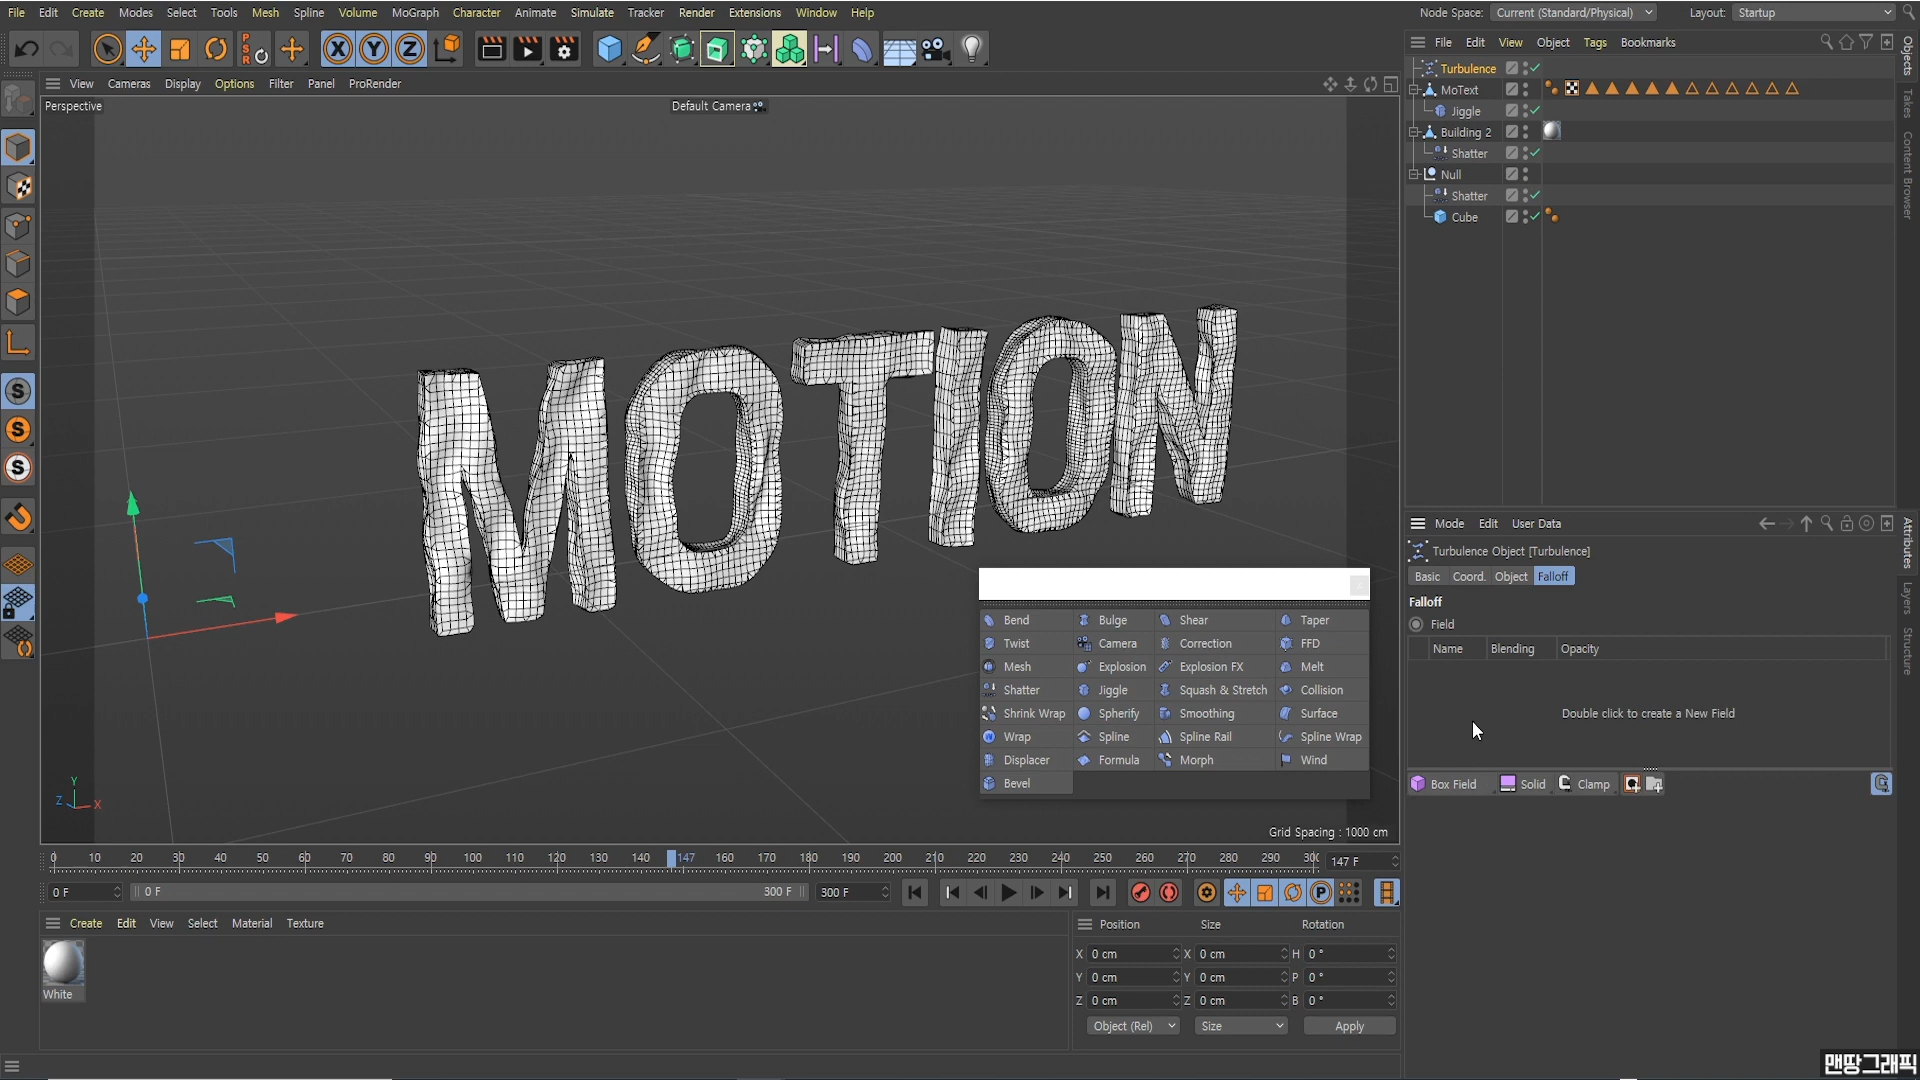 File Edit Create Modes Select Tools Mesh Spline Volume MoGraph Character Animate Simulate Tracker Render Extensions Window Help
Node Space: Current (Standard/Physical) Layout: Startup
PSR X Y Z
File Edit View Object Tags Bookmarks
View Cameras Display Options Filter Panel ProRender
Perspective
Default Camera
Turbulence
MoText
Jiggle
Building 2
Shatter
Null
Shatter
Cube
Objects
Takes
Content Browser
MOTION
Mode Edit User Data
Turbulence Object [Turbulence]
Basic Coord. Object Falloff
Falloff
Field
Name Blending Opacity
Double click to create a New Field
Box Field Solid Clamp
Attributes
Layers
Structure
Bend Bulge Shear Taper
Twist Camera Correction FFD
Mesh Explosion Explosion FX Melt
Shatter Jiggle Squash & Stretch Collision
Shrink Wrap Spherify Smoothing Surface
Wrap Spline Spline Rail Spline Wrap
Displacer Formula Morph Wind
Bevel
Y
Z X
Grid Spacing : 1000 cm
0 10 20 30 40 50 60 70 80 90 100 110 120 130 140 147 160 170 180 190 200 210 220 230 240 250 260 270 280 290 30 147 F
0 F 0 F 300 F 300 F
P
Create Edit View Select Material Texture
White
Position Size Rotation
X 0 cm X 0 cm H 0 °
Y 0 cm Y 0 cm P 0 °
Z 0 cm Z 0 cm B 0 °
Object (Rel) Size Apply
맨땅그래픽